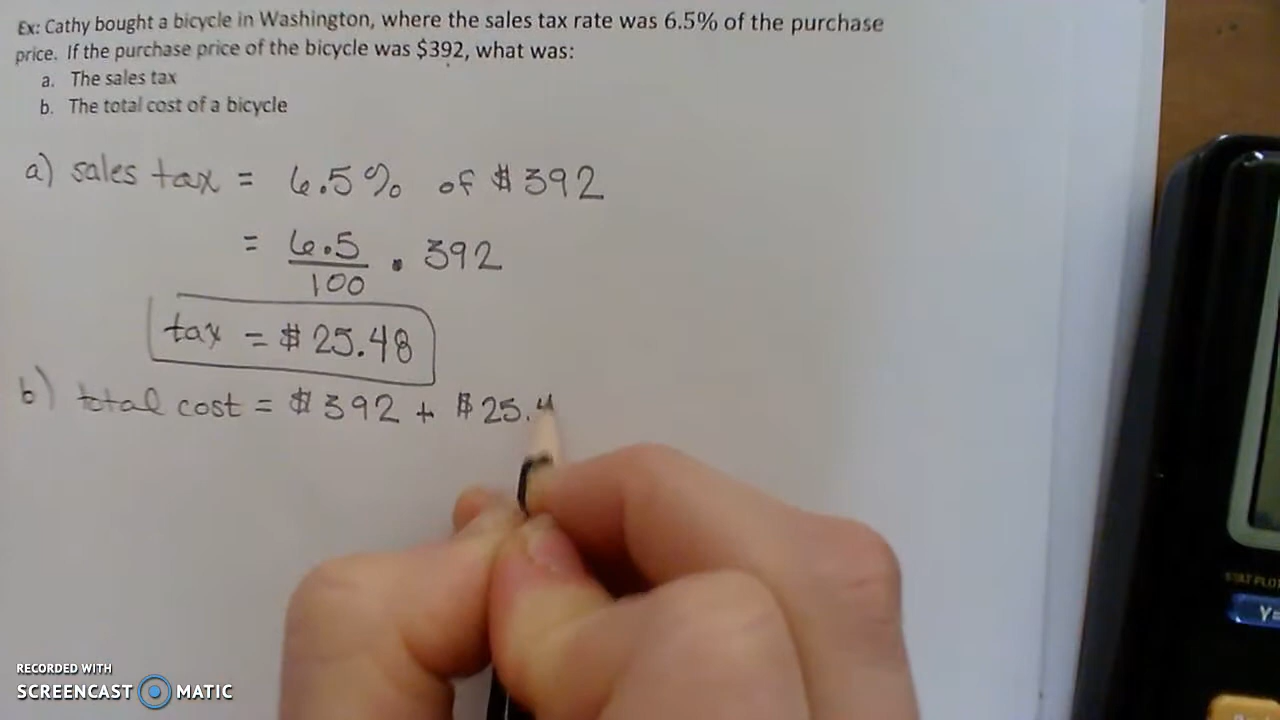 Ex: Cathy bought a bicycle in Washington, where the sales tax rate was 6.5% of the purchase
price. If the purchase price of the bicycle was $392, what was:
a. The sales tax
b. The total cost of a bicycle
a) sales tax = 6.5% of $392
= 6.5/100 · 392
tax = $25.48
b) total cost = $392 + $25.4
STAT PLOT
Y=
RECORDED WITH
SCREENCAST MATIC